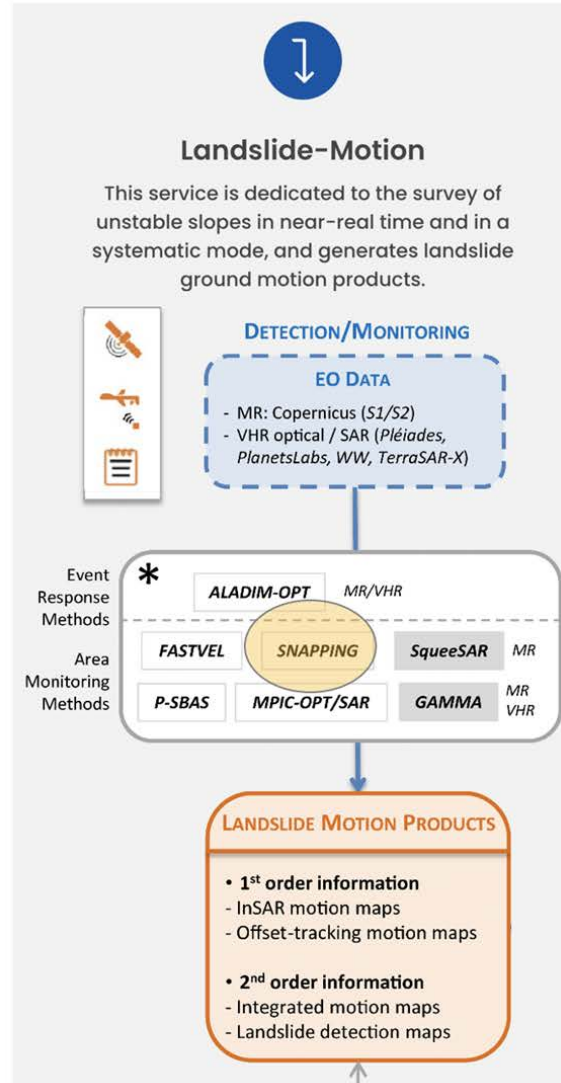 Landslide-Motion
This service is dedicated to the survey of
unstable slopes in near-real time and in a
systematic mode, and generates landslide
ground motion products.
DETECTION/MONITORING
EO DATA
- MR: Copernicus (S1/S2)
- VHR optical / SAR (Pléiades,
PlanetsLabs, WW, TerraSAR-X)
Event
Response
Methods
*
ALADIM-OPT MR/VHR
Area
Monitoring
Methods
FASTVEL SNAPPING SqueeSAR MR
P-SBAS MPIC-OPT/SAR GAMMA MR
VHR
LANDSLIDE MOTION PRODUCTS
• 1st order information
- InSAR motion maps
- Offset-tracking motion maps
• 2nd order information
- Integrated motion maps
- Landslide detection maps